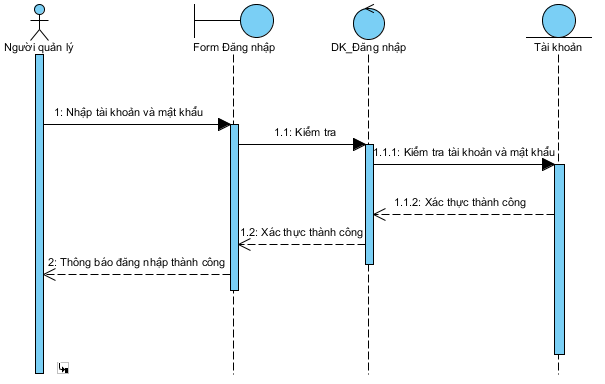 Người quản lý
Form Đăng nhập
DK_Đăng nhập
Tài khoản
1: Nhập tài khoản và mật khẩu
1.1: Kiểm tra
1.1.1: Kiểm tra tài khoản và mật khẩu
1.1.2: Xác thực thành công
1.2: Xác thực thành công
2: Thông báo đáng nhập thành công